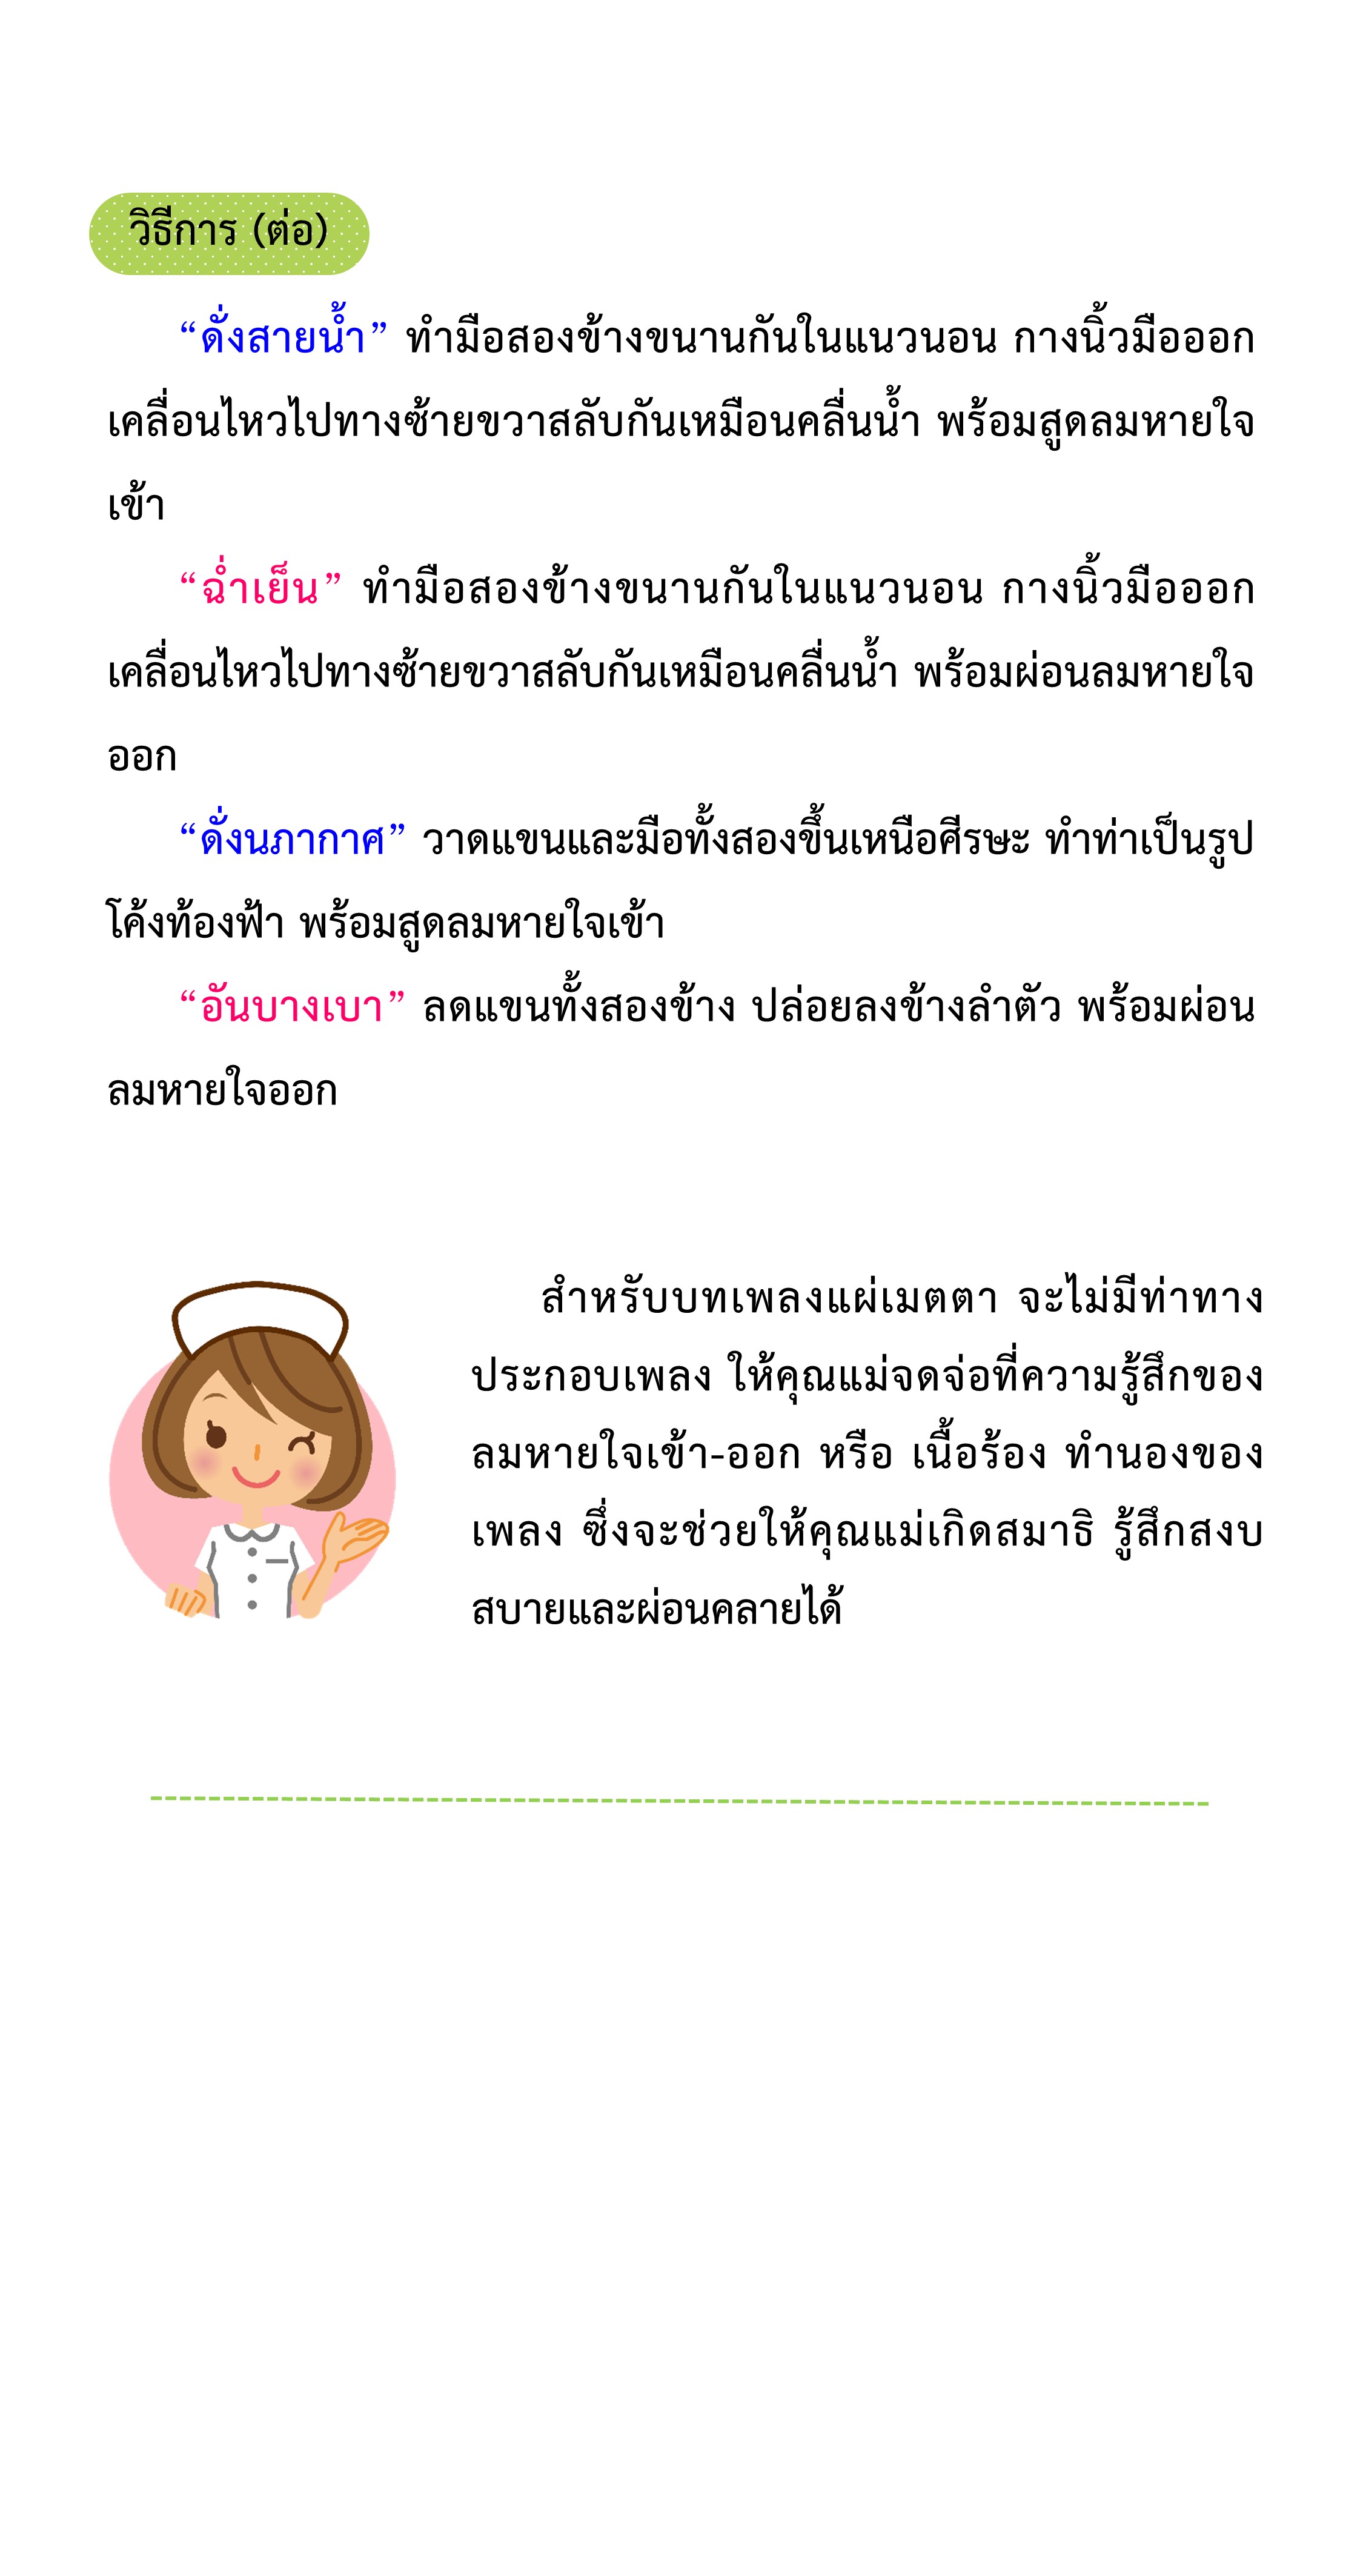 วิธีการ (ต่อ)
“ดั่งสายน้ำ” ทำมือสองข้างขนานกันในแนวนอน กางนิ้วมือออก
เคลื่อนไหวไปทางซ้ายขวาสลับกันเหมือนคลื่นน้ำ พร้อมสูดลมหายใจ
เข้า
“ฉ่ำเย็น” ทำมือสองข้างขนานกันในแนวนอน กางนิ้วมือออก
เคลื่อนไหวไปทางซ้ายขวาสลับกันเหมือนคลื่นน้ำ พร้อมผ่อนลมหายใจ
ออก
“ดั่งนภากาศ” วาดแขนและมือทั้งสองขึ้นเหนือศีรษะ ทำท่าเป็นรูป
โค้งท้องฟ้า พร้อมสูดลมหายใจเข้า
“อันบางเบา” ลดแขนทั้งสองข้าง ปล่อยลงข้างลำตัว พร้อมผ่อน
ลมหายใจออก
สำหรับบทเพลงแผ่เมตตา จะไม่มีท่าทาง
ประกอบเพลง ให้คุณแม่จดจ่อที่ความรู้สึกของ
ลมหายใจเข้า-ออก หรือ เนื้อร้อง ทำนองของ
เพลง ซึ่งจะช่วยให้คุณแม่เกิดสมาธิ รู้สึกสงบ
สบายและผ่อนคลายได้